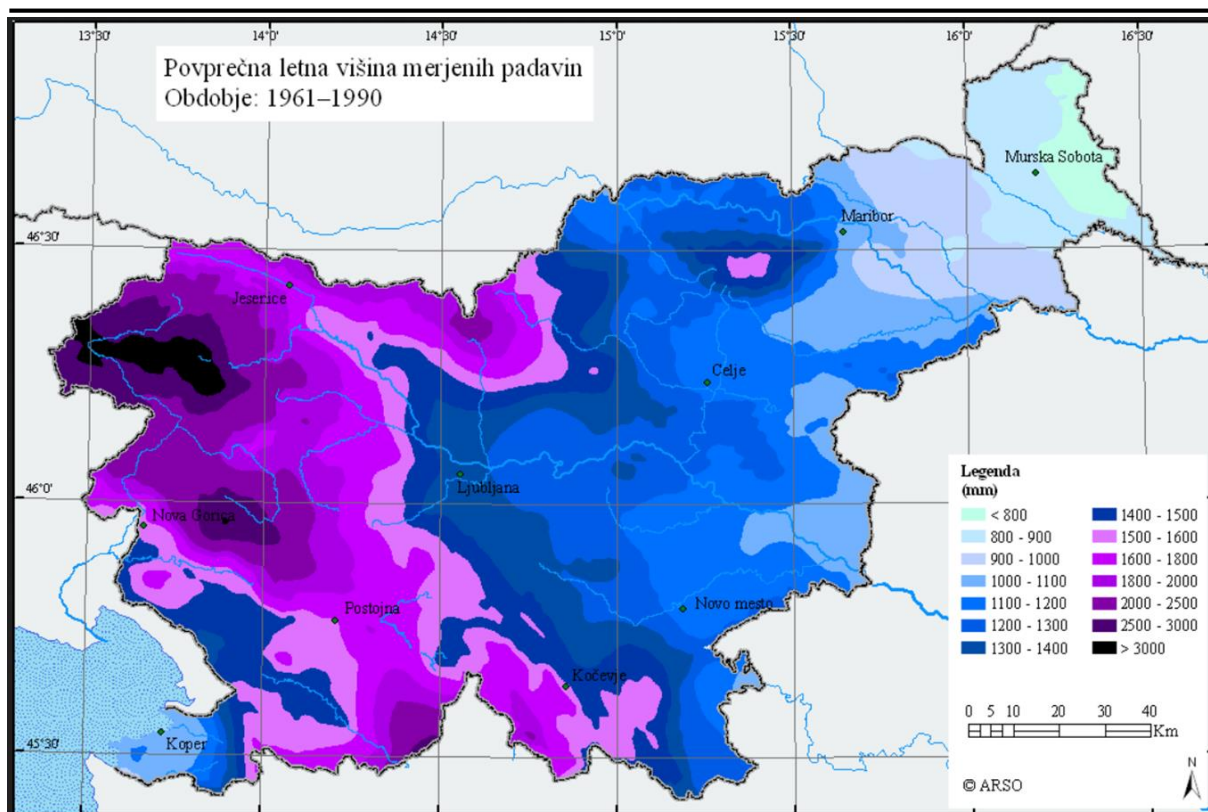 13°30'
14°0'
14°30'
15°0'
15°30'
16°0'
16°30'
Povprečna letna višina merjenih padavin
Obdobje: 1961–1990
Murska Sobota
Maribor
46°30'
Jesenice
Celje
Ljubljana
46°0'
Nova Gorica
Postojna
Novo mesto
Kočevje
Koper
45°30'
Legenda
(mm)
< 800
800 - 900
900 - 1000
1000 - 1100
1100 - 1200
1200 - 1300
1300 - 1400
1400 - 1500
1500 - 1600
1600 - 1800
1800 - 2000
2000 - 2500
2500 - 3000
> 3000
0 5 10 20 30 40
Km
N
© ARSO